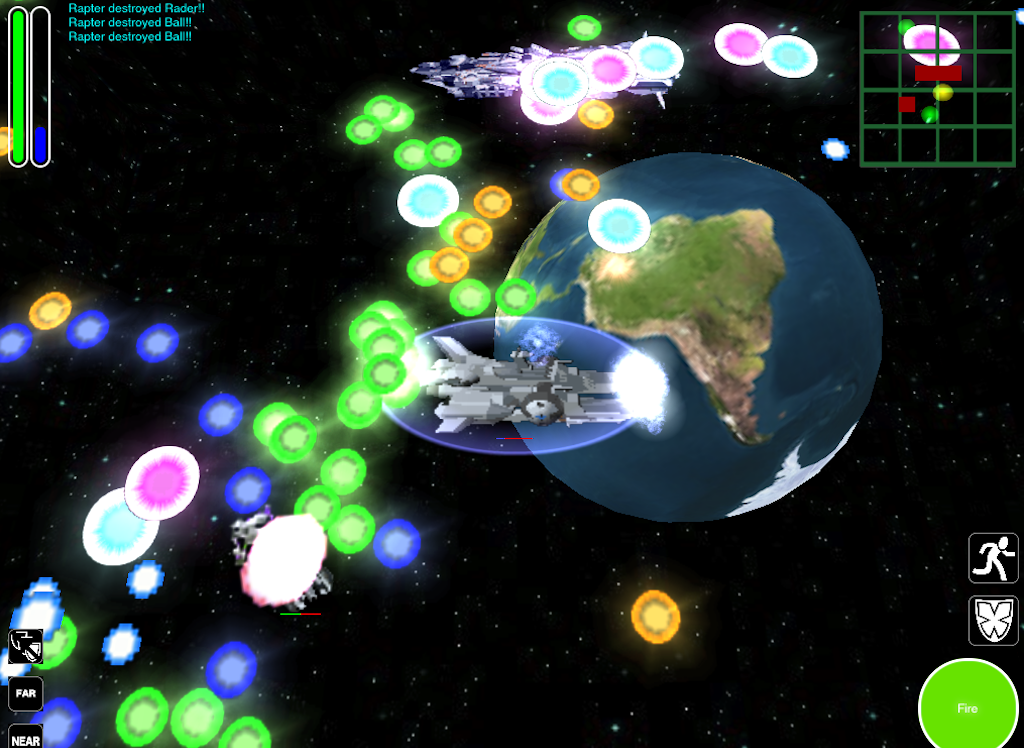 Rapter destroyed Rader!!
Rapter destroyed Ball!!
Rapter destroyed Ball!!
FAR
NEAR
Fire